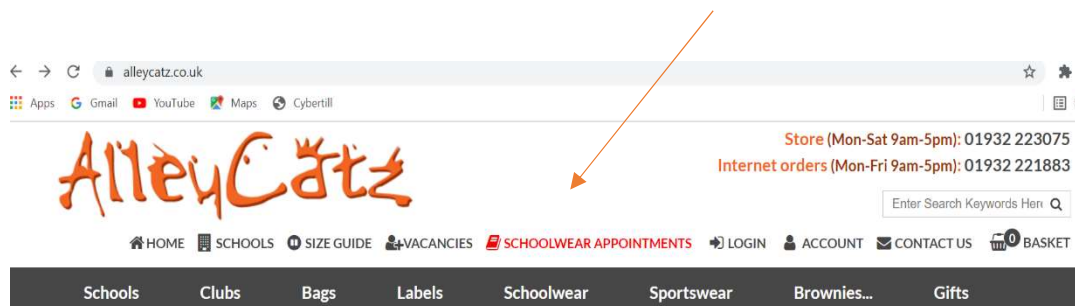 alleycatz.co.uk
Apps Gmail YouTube Maps Cybertill
AlleyCatz
Store (Mon-Sat 9am-5pm): 01932 223075
Internet orders (Mon-Fri 9am-5pm): 01932 221883
Enter Search Keywords Her
HOME SCHOOLS SIZE GUIDE VACANCIES SCHOOLWEAR APPOINTMENTS LOGIN ACCOUNT CONTACT US 0 BASKET
Schools Clubs Bags Labels Schoolwear Sportswear Brownies... Gifts